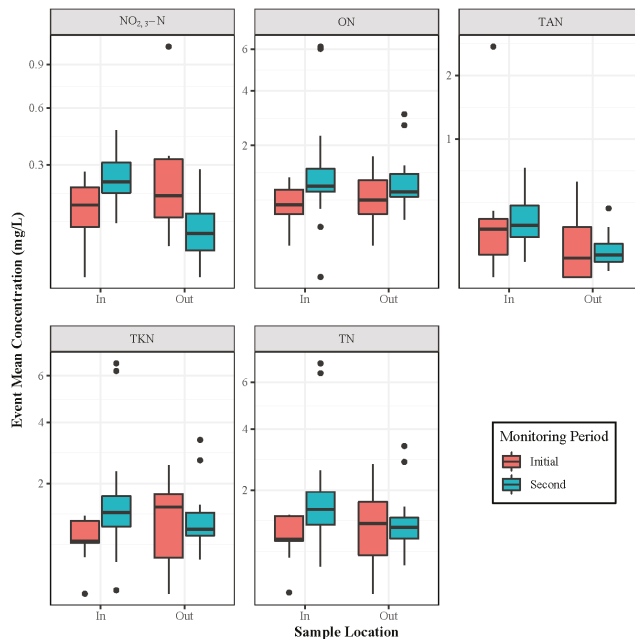 NO2, 3−N
ON
TAN
0.9
0.6
0.3
6
4
2
2
1
In
Out
In
Out
In
Out
Event Mean Concentration (mg/L)
TKN
TN
6
4
2
6
4
2
In
Out
In
Out
Monitoring Period
Initial
Second
Sample Location